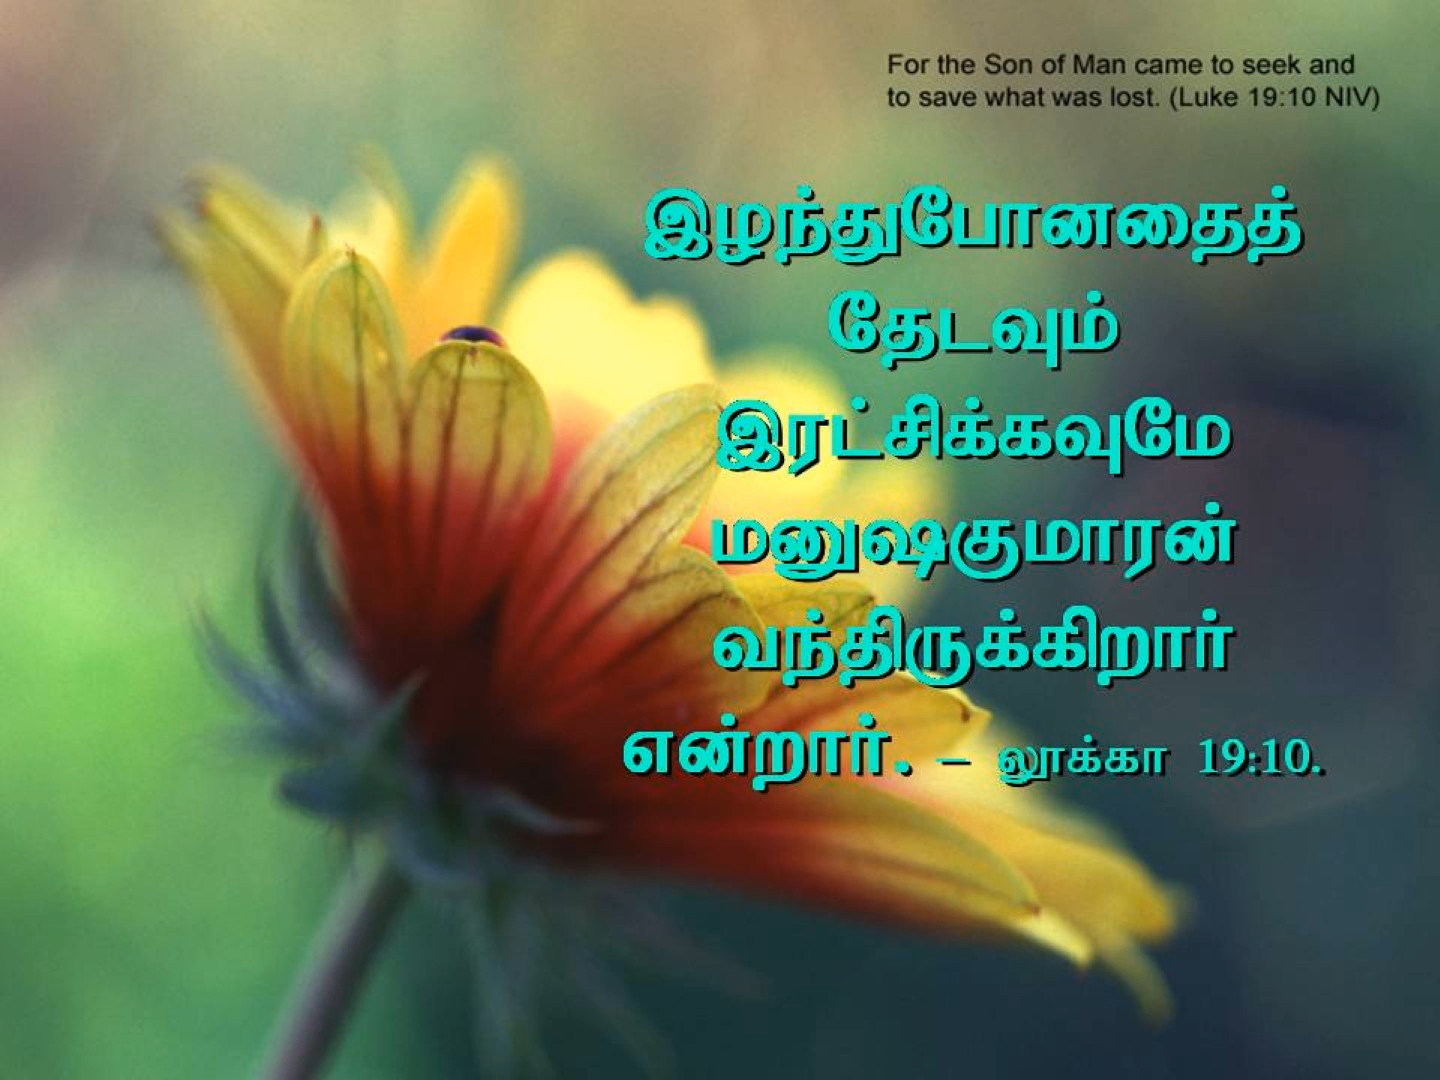 For the Son of Man came to seek and
to save what was lost. (Luke 19:10 NIV)
இழந்துபோனதைத்
தேடவும்
இரட்சிக்கவுமே
மனுஷகுமாரன்
வந்திருக்கிறார்
என்றார். – லூக்கா 19:10.